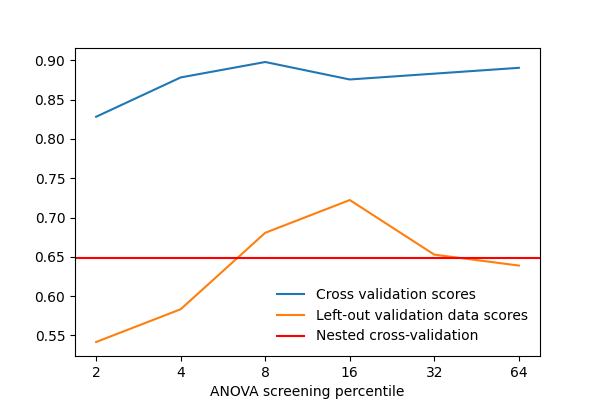 0.90
0.85
0.80
0.75
0.70
0.65
0.60
0.55
Cross validation scores
Left-out validation data scores
Nested cross-validation
2 4 8 16 32 64
ANOVA screening percentile